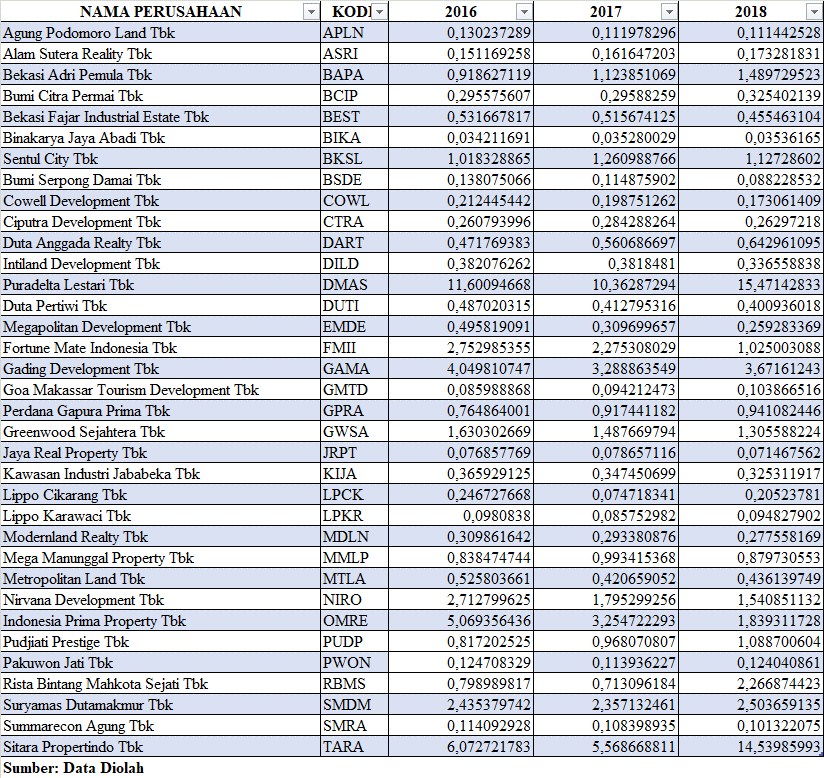 NAMA PERUSAHAAN KODE 2016 2017 2018
Agung Podomoro Land Tbk APLN 0,130237289 0,111978296 0,111442528
Alam Sutera Reality Tbk ASRI 0,151169258 0,161647203 0,173281831
Bekasi Adri Pemula Tbk BAPA 0,918627119 1,123851069 1,489729523
Bumi Citra Permai Tbk BCIP 0,295575607 0,29588259 0,325402139
Bekasi Fajar Industrial Estate Tbk BEST 0,531667817 0,515674125 0,455463104
Binakarya Jaya Abadi Tbk BIKA 0,034211691 0,035280029 0,03536165
Sentul City Tbk BKSL 1,018328865 1,260988766 1,12728602
Bumi Serpong Damai Tbk BSDE 0,138075066 0,114875902 0,088228532
Cowell Development Tbk COWL 0,212445442 0,198751262 0,173061409
Ciputra Development Tbk CTRA 0,260793996 0,284288264 0,26297218
Duta Anggada Realty Tbk DART 0,471769383 0,560686697 0,642961095
Intiland Development Tbk DILD 0,382076262 0,3818481 0,336558838
Puradelta Lestari Tbk DMAS 11,60094668 10,36287294 15,47142833
Duta Pertiwi Tbk DUTI 0,487020315 0,412795316 0,400936018
Megapolitan Development Tbk EMDE 0,495819091 0,309699657 0,259283369
Fortune Mate Indonesia Tbk FMII 2,752985355 2,275308029 1,025003088
Gading Development Tbk GAMA 4,049810747 3,288863549 3,67161243
Goa Makassar Tourism Development Tbk GMTD 0,085988868 0,094212473 0,103866516
Perdana Gapura Prima Tbk GPRA 0,764864001 0,917441182 0,941082446
Greenwood Sejahtera Tbk GWSA 1,630302669 1,487669794 1,305588224
Jaya Real Property Tbk JRPT 0,076857769 0,078657116 0,071467562
Kawasan Industri Jababeka Tbk KIJA 0,365929125 0,347450699 0,325311917
Lippo Cikarang Tbk LPCK 0,246727668 0,074718341 0,20523781
Lippo Karawaci Tbk LPKR 0,0980838 0,085752982 0,094827902
Modernland Realty Tbk MDLN 0,309861642 0,293380876 0,277558169
Mega Manunggal Property Tbk MMLP 0,838474744 0,993415368 0,879730553
Metropolitan Land Tbk MTLA 0,525803661 0,420659052 0,436139749
Nirvana Development Tbk NIRO 2,712799625 1,795299256 1,540851132
Indonesia Prima Property Tbk OMRE 5,069356436 3,254722293 1,839311728
Pudjiati Prestige Tbk PUDP 0,817202525 0,968070807 1,088700604
Pakuwon Jati Tbk PWON 0,124708329 0,113936227 0,124040861
Rista Bintang Mahkota Sejati Tbk RBMS 0,798989817 0,713096184 2,266874423
Suryamas Dutamakmur Tbk SMDM 2,435379742 2,357132461 2,503659135
Summarecon Agung Tbk SMRA 0,114092928 0,108398935 0,101322075
Sitara Propertindo Tbk TARA 6,072721783 5,568668811 14,53985993
Sumber: Data Diolah